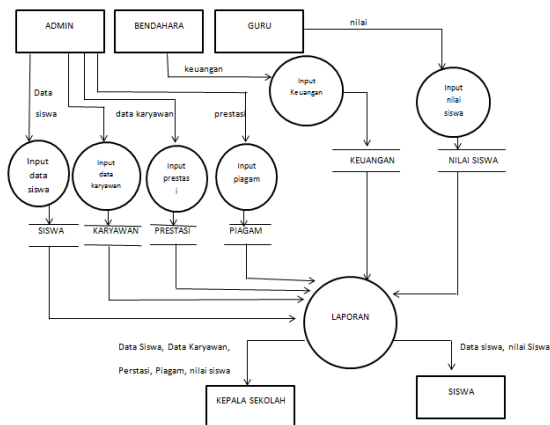 ADMIN
BENDAHARA
GURU
nilai
keuangan
Data
siswa
data karyawan
prestasi
Input
Keuangan
Input
nilai
siswa
Input
data
siswa
Input
data
karyawan
Input
prestas
i
Input
piagam
KEUANGAN
NILAI SISWA
SISWA
KARYAWAN
PRESTASI
PIAGAM
LAPORAN
Data Siswa, Data Karyawan,
Perstasi, Piagam, nilai siswa
Data siswa, nilai Siswa
KEPALA SEKOLAH
SISWA